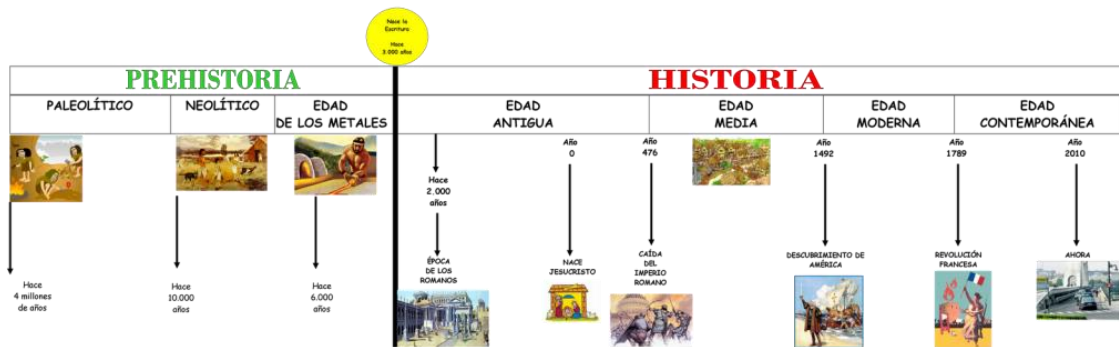 Nace la
Escritura
Hace
3.000 años
PREHISTORIA
HISTORIA
PALEOLÍTICO
NEOLÍTICO
EDAD
DE LOS METALES
EDAD
ANTIGUA
EDAD
MEDIA
EDAD
MODERNA
EDAD
CONTEMPORÁNEA
Año
0
Año
476
Año
1492
Año
1789
Año
2010
Hace
2.000
años
Hace
4 millones
de años
Hace
10.000
años
Hace
6.000
años
ÉPOCA
DE LOS
ROMANOS
NACE
JESUCRISTO
CAÍDA
DEL
IMPERIO
ROMANO
DESCUBRIMIENTO DE
AMÉRICA
REVOLUCIÓN
FRANCESA
AHORA